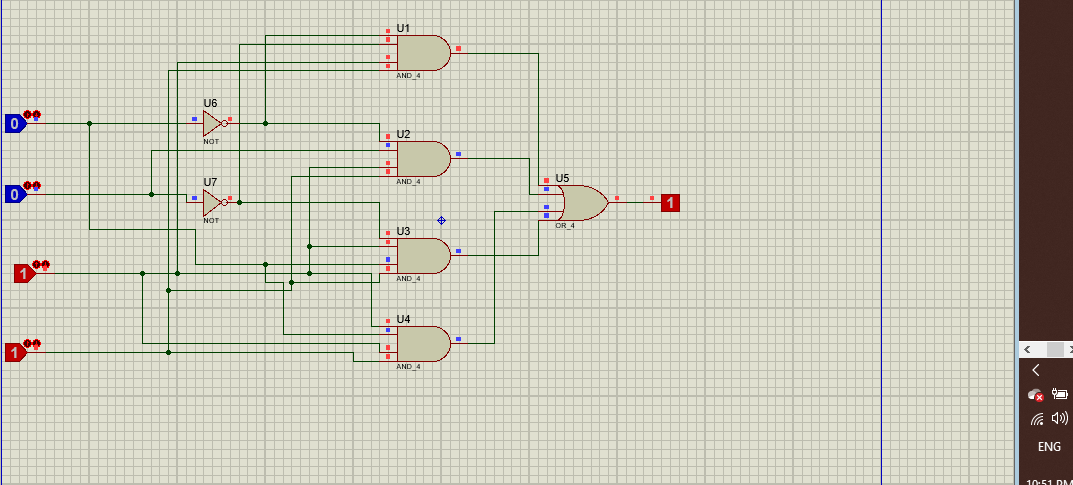 U1
AND_4
0
U6
NOT
U2
AND_4
0
U7
NOT
U5
OR_4
1
U3
AND_4
1
U4
AND_4
1
ENG
10:51 PM